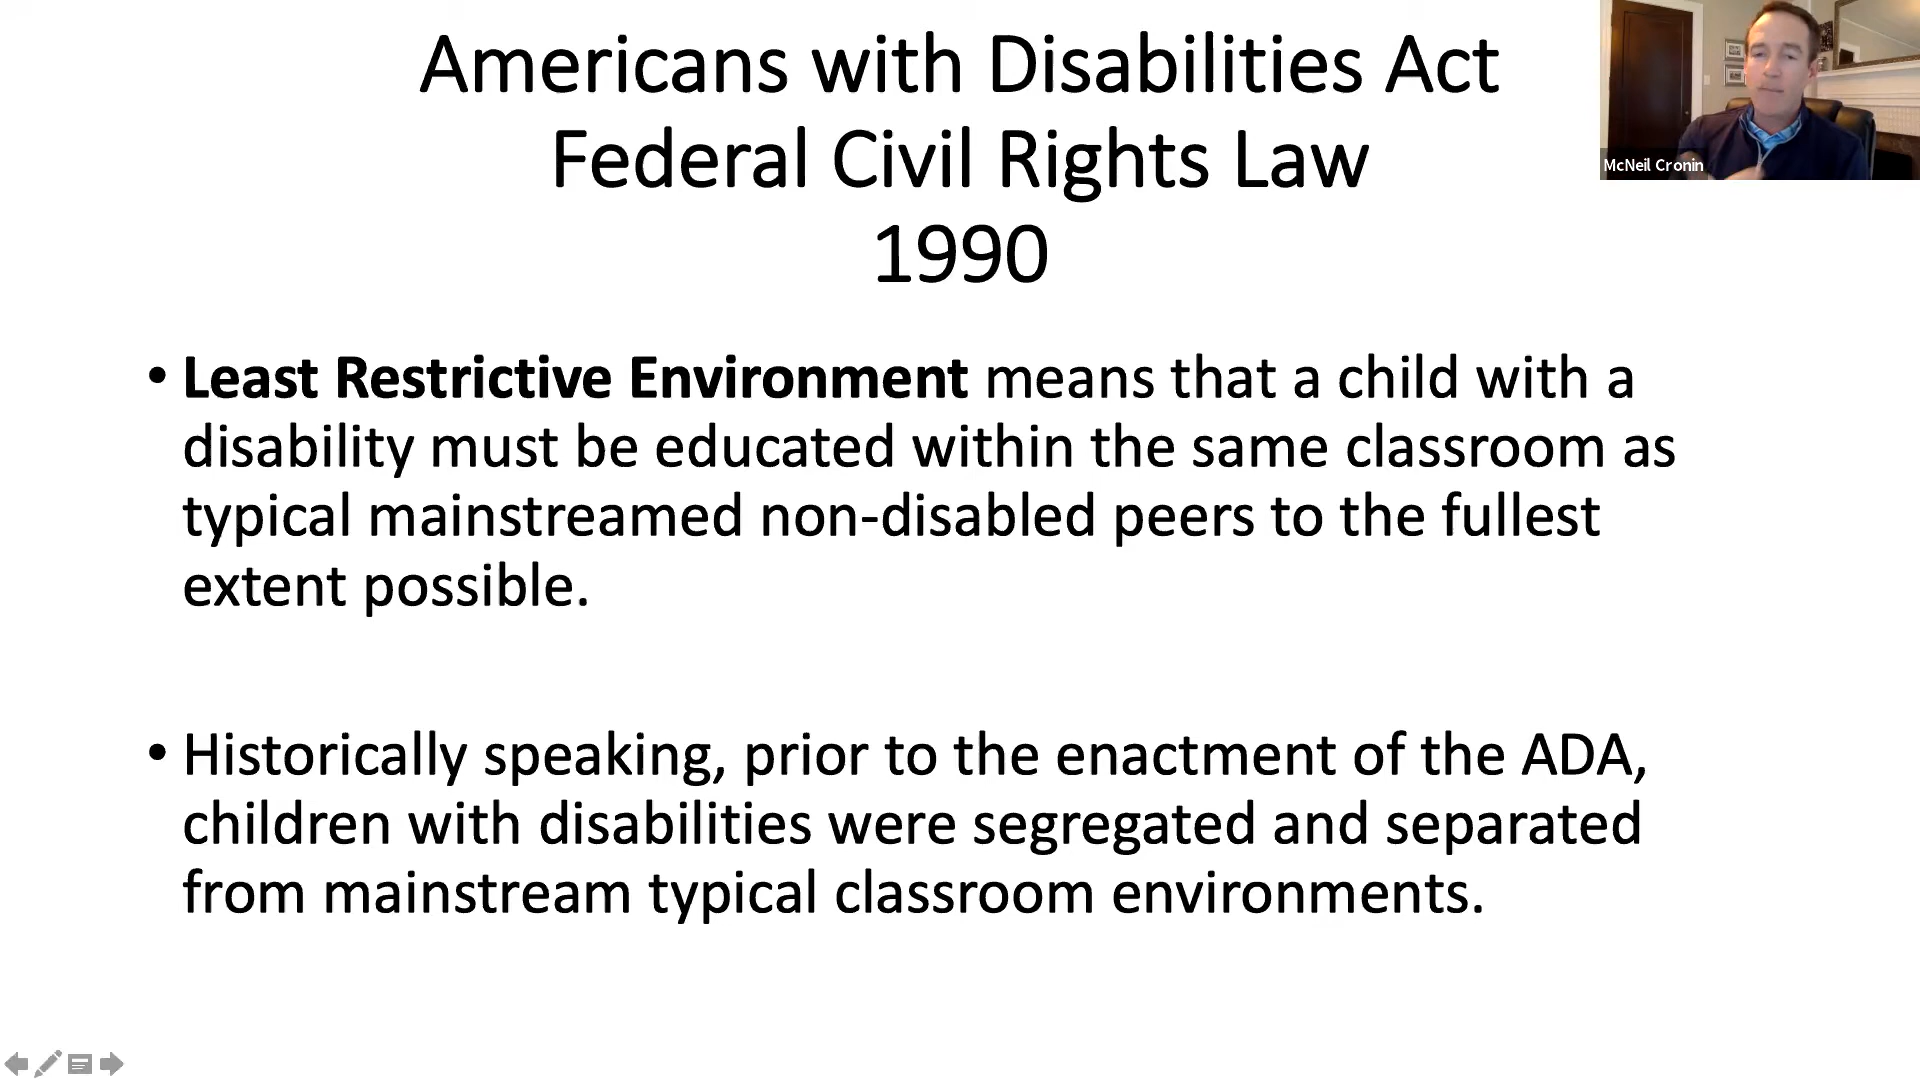 Americans with Disabilities Act
Federal Civil Rights Law
1990
McNeil Cronin
• Least Restrictive Environment means that a child with a
disability must be educated within the same classroom as
typical mainstreamed non-disabled peers to the fullest
extent possible.
• Historically speaking, prior to the enactment of the ADA,
children with disabilities were segregated and separated
from mainstream typical classroom environments.